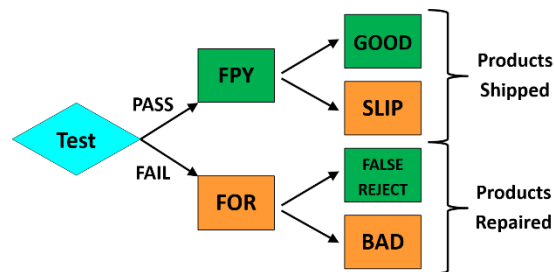 GOOD
Products
Shipped
FPY
PASS
SLIP
Test
FAIL
FALSE
REJECT
FOR
Products
Repaired
BAD